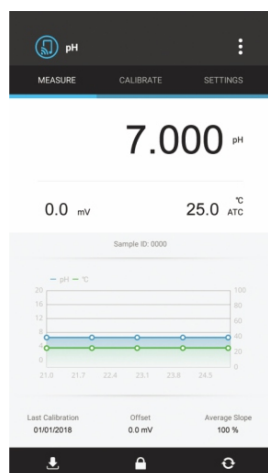 pH
MEASURE CALIBRATE SETTINGS
7.000 pH
0.0 mV 25.0 °C ATC
Sample ID: 0000
pH °C
20 100
16 80
12 60
8 40
4 20
0 0
21.0 21.7 22.4 23.1 23.8 24.5
Last Calibration Offset Average Slope
01/01/2018 0.0 mV 100 %